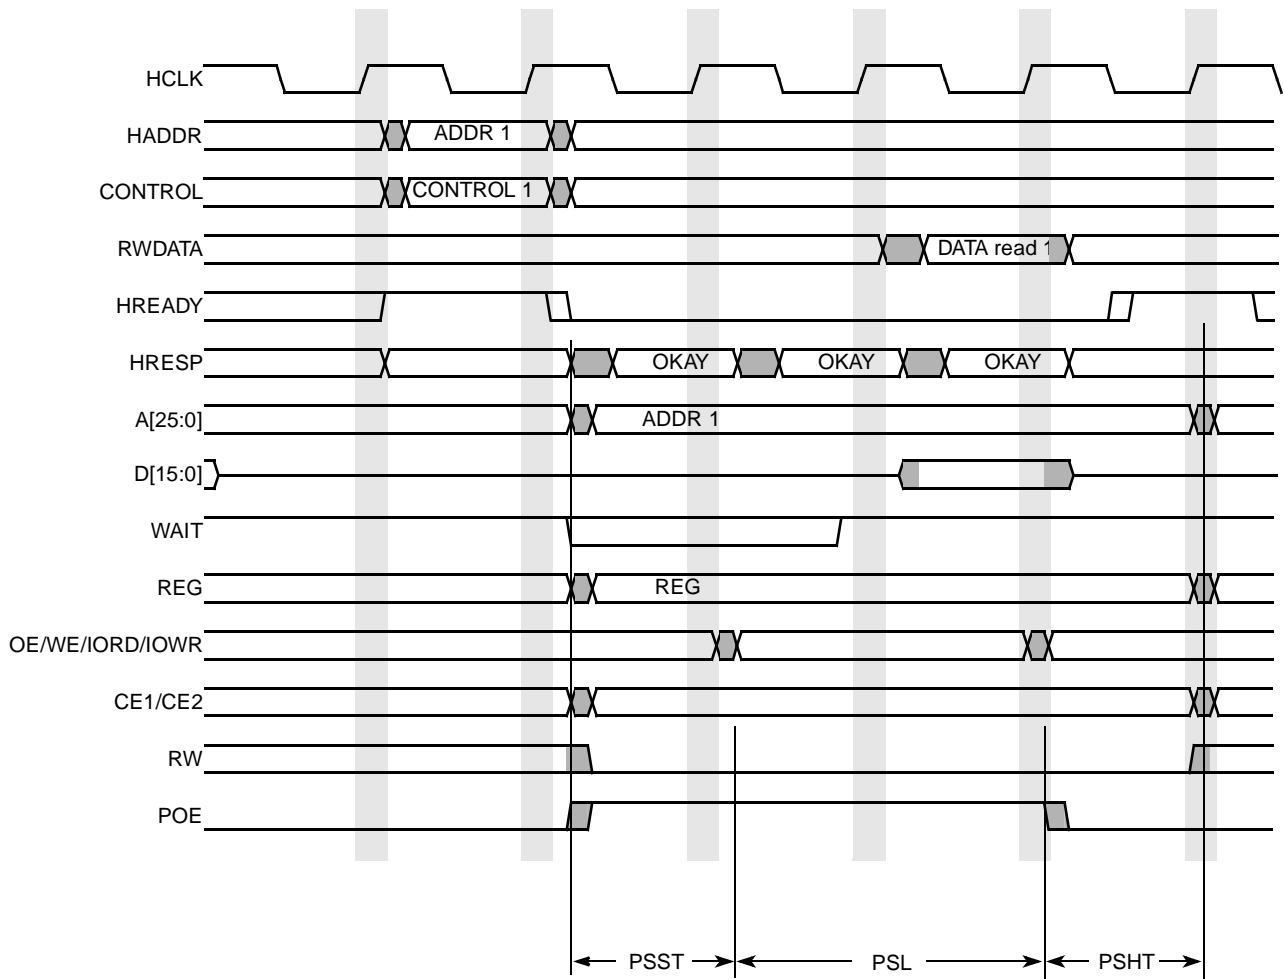 HCLK
HADDR ADDR 1
CONTROL CONTROL 1
RWDATA DATA read 1
HREADY
HRESP OKAY OKAY OKAY
A[25:0] ADDR 1
D[15:0]
WAIT
REG REG
OE/WE/IORD/IOWR
CE1/CE2
RW
POE
PSST PSL PSHT